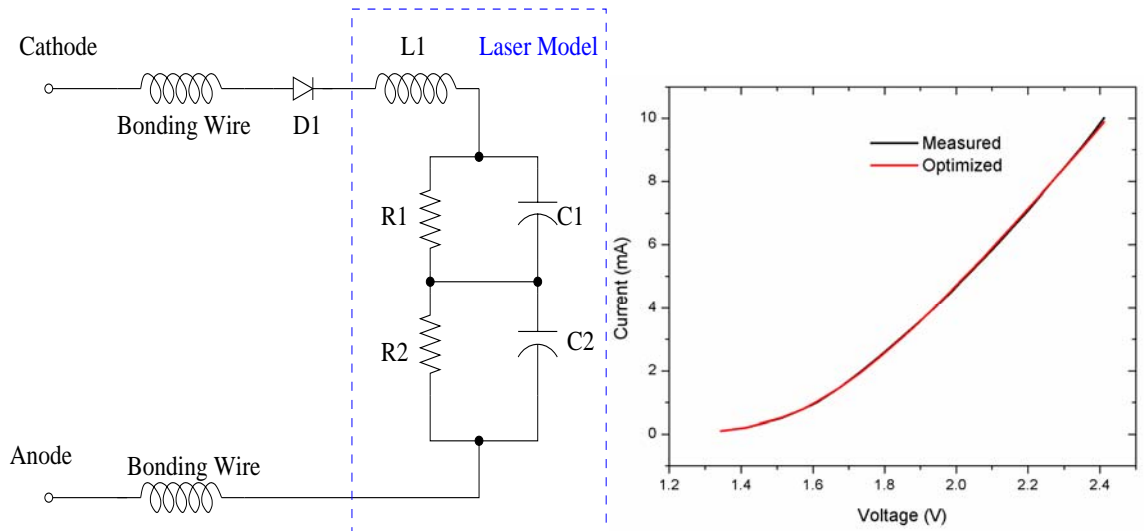 Cathode
L1
Laser Model
Bonding Wire
D1
R1
C1
R2
C2
Anode
Bonding Wire
Measured
Optimized
Current (mA)
10
8
6
4
2
0
1.2 1.4 1.6 1.8 2.0 2.2 2.4
Voltage (V)